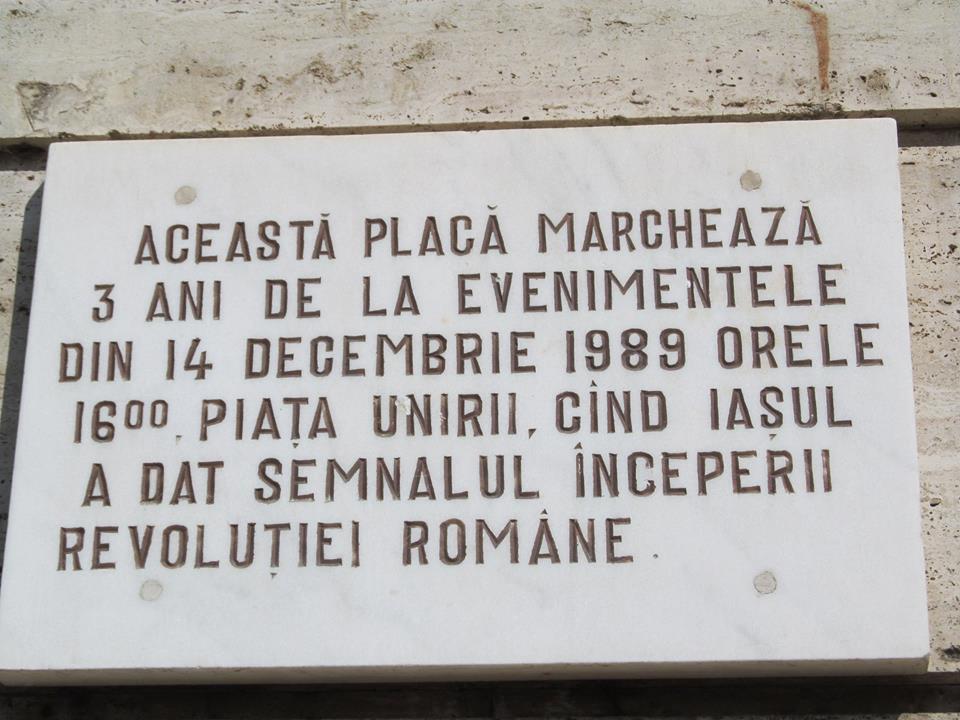 ACEASTĂ PLACĂ MARCHEAZĂ
3 ANI DE LA EVENIMENTELE
DIN 14 DECEMBRIE 1989 ORELE
16⁰⁰, PIAȚA UNIRII, CÎND IAȘUL
A DAT SEMNALUL ÎNCEPERII
REVOLUȚIEI ROMÂNE.